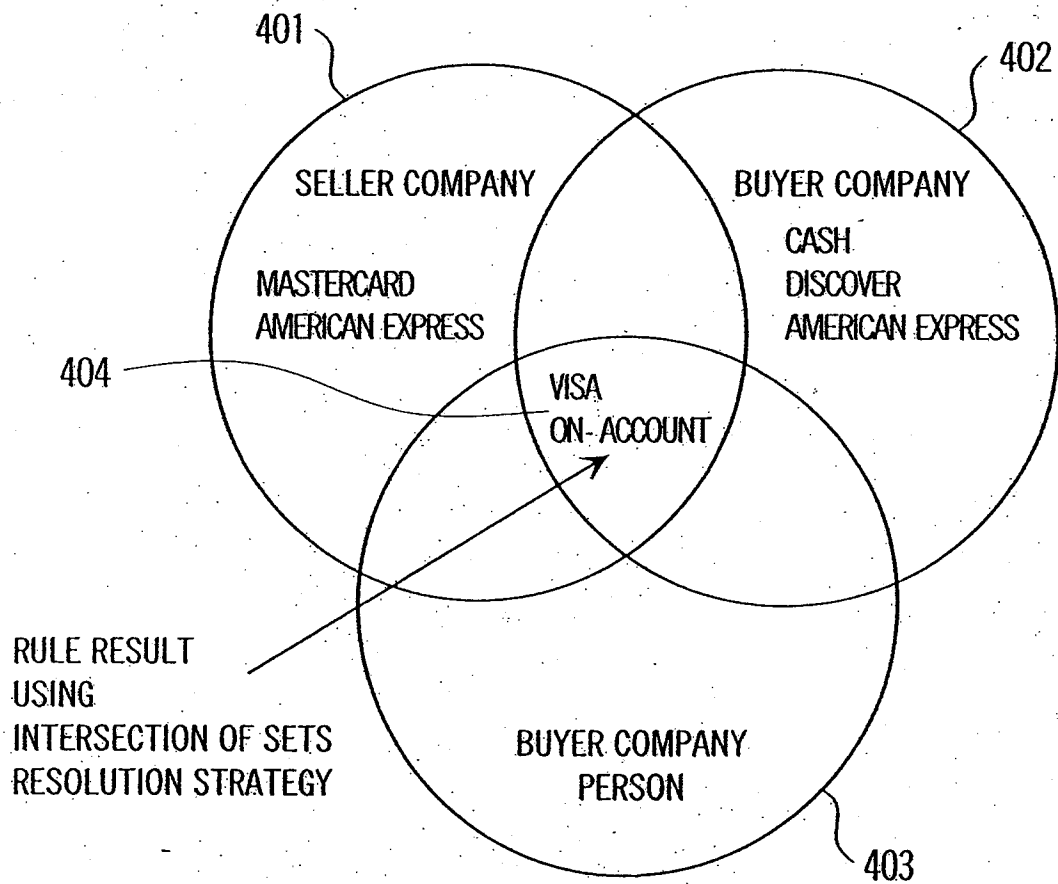 401
402
SELLER COMPANY
MASTERCARD
AMERICAN EXPRESS
BUYER COMPANY
CASH
DISCOVER
AMERICAN EXPRESS
404
VISA
ON-ACCOUNT
RULE RESULT
USING
INTERSECTION OF SETS
RESOLUTION STRATEGY
BUYER COMPANY
PERSON
403